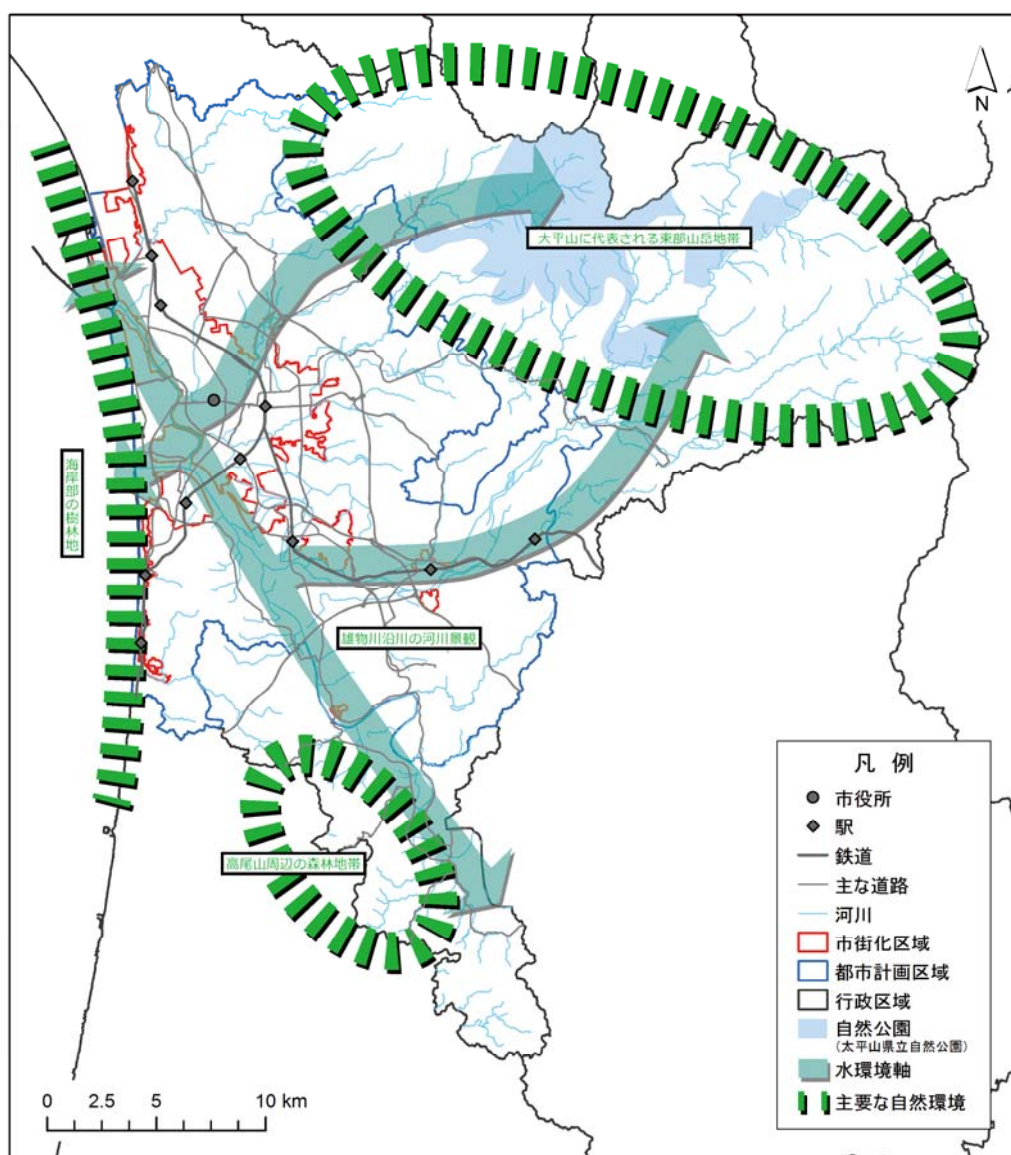 N
大平山に代表される東部山岳地帯
海岸部の樹林地
雄物川沿川の河川景観
高尾山周辺の森林地帯
凡 例
市役所
駅
鉄道
主な道路
河川
市街化区域
都市計画区域
行政区域
自然公園
(太平山県立自然公園)
水環境軸
主要な自然環境
0 2.5 5 10 km